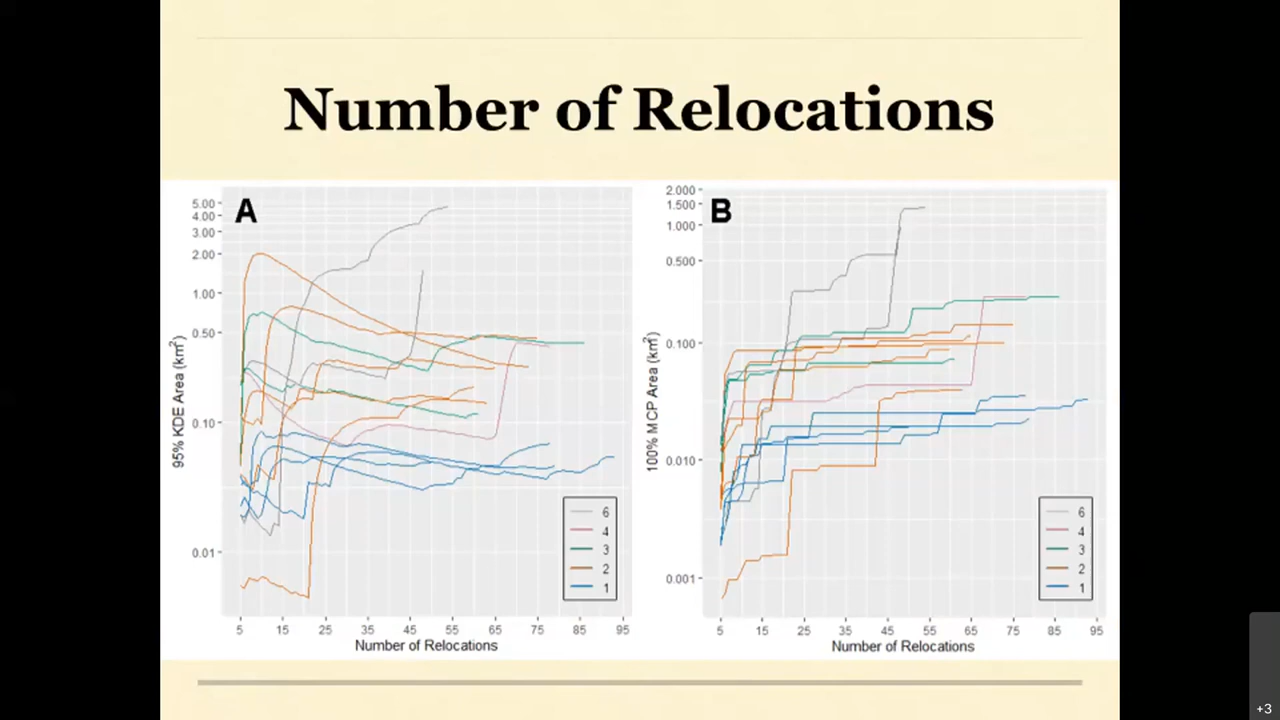 Number of Relocations
A
5.00
4.00
3.00
2.00
1.00
0.50
0.10
0.01
95% KDE Area (km²)
5 15 25 35 45 55 65 75 85 95
Number of Relocations
6
4
3
2
1
B
2.000
1.500
1.000
0.500
0.100
0.010
0.001
100% MCP Area (km²)
5 15 25 35 45 55 65 75 85 95
Number of Relocations
6
4
3
2
1
+3